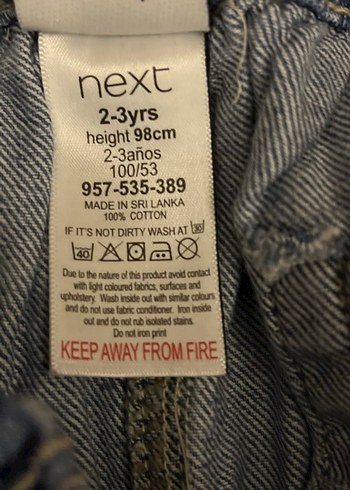 next
2-3yrs
height 98cm
2-3años
100/53
957-535-389
MADE IN SRI LANKA
100% COTTON
IF IT'S NOT DIRTY WASH AT 30
40
Due to the nature of this product avoid contact
with light coloured fabrics, surfaces and
upholstery. Wash inside out with similar colours
and do not use fabric conditioner. Iron inside
out and do not rub isolated stains.
Do not iron print
KEEP AWAY FROM FIRE